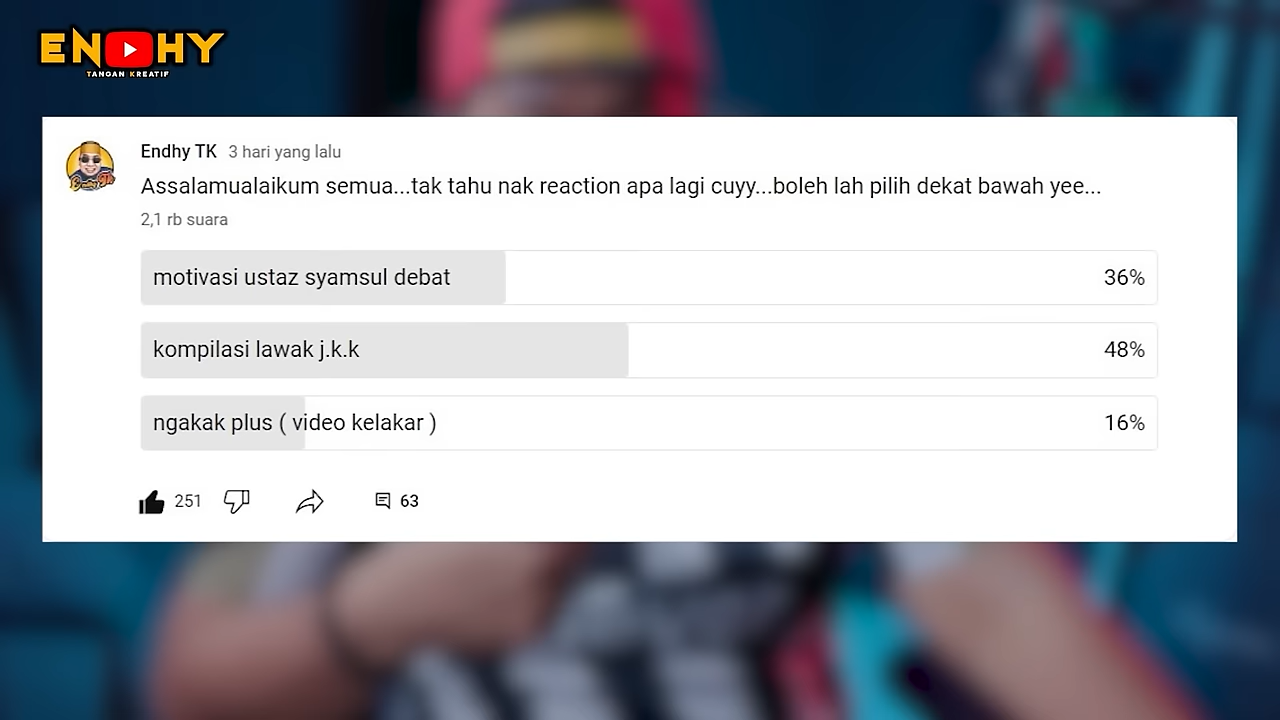 ENDHY
TANGAN KREATIF
Endhy TK 3 hari yang lalu
Assalamualaikum semua...tak tahu nak reaction apa lagi cuyy...boleh lah pilih dekat bawah yee...
2,1 rb suara
motivasi ustaz syamsul debat 36%
kompilasi lawak j.k.k 48%
ngakak plus ( video kelakar ) 16%
251 63